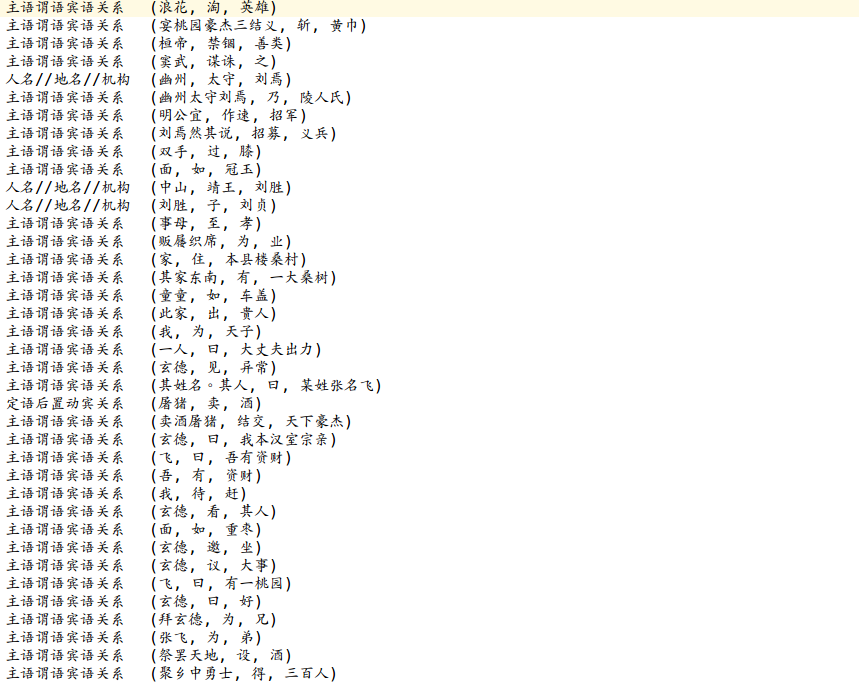 主语谓语宾语关系 (浪花, 淘, 英雄)
主语谓语宾语关系 (宴桃园豪杰三结义, 斩, 黄巾)
主语谓语宾语关系 (桓帝, 禁锢, 善类)
主语谓语宾语关系 (窦武, 谋诛, 之)
人名//地名//机构 (幽州, 太守, 刘焉)
主语谓语宾语关系 (幽州太守刘焉, 乃, 陵人氏)
主语谓语宾语关系 (明公宜, 作速, 招军)
主语谓语宾语关系 (刘焉然其说, 招募, 义兵)
主语谓语宾语关系 (双手, 过, 膝)
主语谓语宾语关系 (面, 如, 冠玉)
人名//地名//机构 (中山, 靖王, 刘胜)
人名//地名//机构 (刘胜, 子, 刘贞)
主语谓语宾语关系 (事母, 至, 孝)
主语谓语宾语关系 (贩屦织席, 为, 业)
主语谓语宾语关系 (家, 住, 本县楼桑村)
主语谓语宾语关系 (其家东南, 有, 一大桑树)
主语谓语宾语关系 (童童, 如, 车盖)
主语谓语宾语关系 (此家, 出, 贵人)
主语谓语宾语关系 (我, 为, 天子)
主语谓语宾语关系 (一人, 曰, 大丈夫出力)
主语谓语宾语关系 (玄德, 见, 异常)
主语谓语宾语关系 (其姓名。其人, 曰, 某姓张名飞)
定语后置动宾关系 (屠猪, 卖, 酒)
主语谓语宾语关系 (卖酒屠猪, 结交, 天下豪杰)
主语谓语宾语关系 (玄德, 曰, 我本汉室宗亲)
主语谓语宾语关系 (飞, 曰, 吾有资财)
主语谓语宾语关系 (吾, 有, 资财)
主语谓语宾语关系 (我, 待, 赶)
主语谓语宾语关系 (玄德, 看, 其人)
主语谓语宾语关系 (面, 如, 重枣)
主语谓语宾语关系 (玄德, 邀, 坐)
主语谓语宾语关系 (玄德, 议, 大事)
主语谓语宾语关系 (飞, 曰, 有一桃园)
主语谓语宾语关系 (玄德, 曰, 好)
主语谓语宾语关系 (拜玄德, 为, 兄)
主语谓语宾语关系 (张飞, 为, 弟)
主语谓语宾语关系 (祭罢天地, 设, 酒)
主语谓语宾语关系 (聚乡中勇士, 得, 三百人)